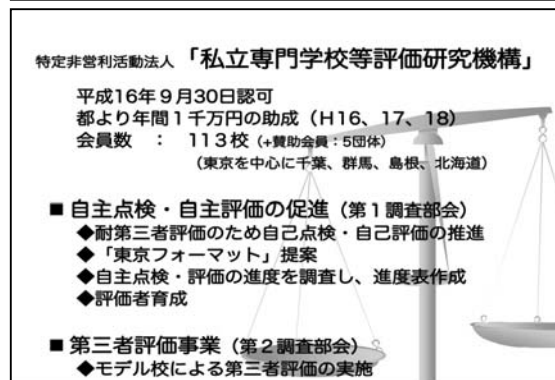 特定非営利活動法人 「私立専門学校等評価研究機構」
平成16年9月30日認可
都より年間1千万円の助成（H16、17、18）
会員数 ： 113校（+賛助会員：5団体）
（東京を中心に千葉、群馬、島根、北海道）
■ 自主点検・自主評価の促進（第1調査部会）
◆耐第三者評価のため自己点検・自己評価の推進
◆「東京フォーマット」提案
◆自主点検・評価の進度を調査し、進度表作成
◆評価者育成
■ 第三者評価事業（第2調査部会）
◆モデル校による第三者評価の実施